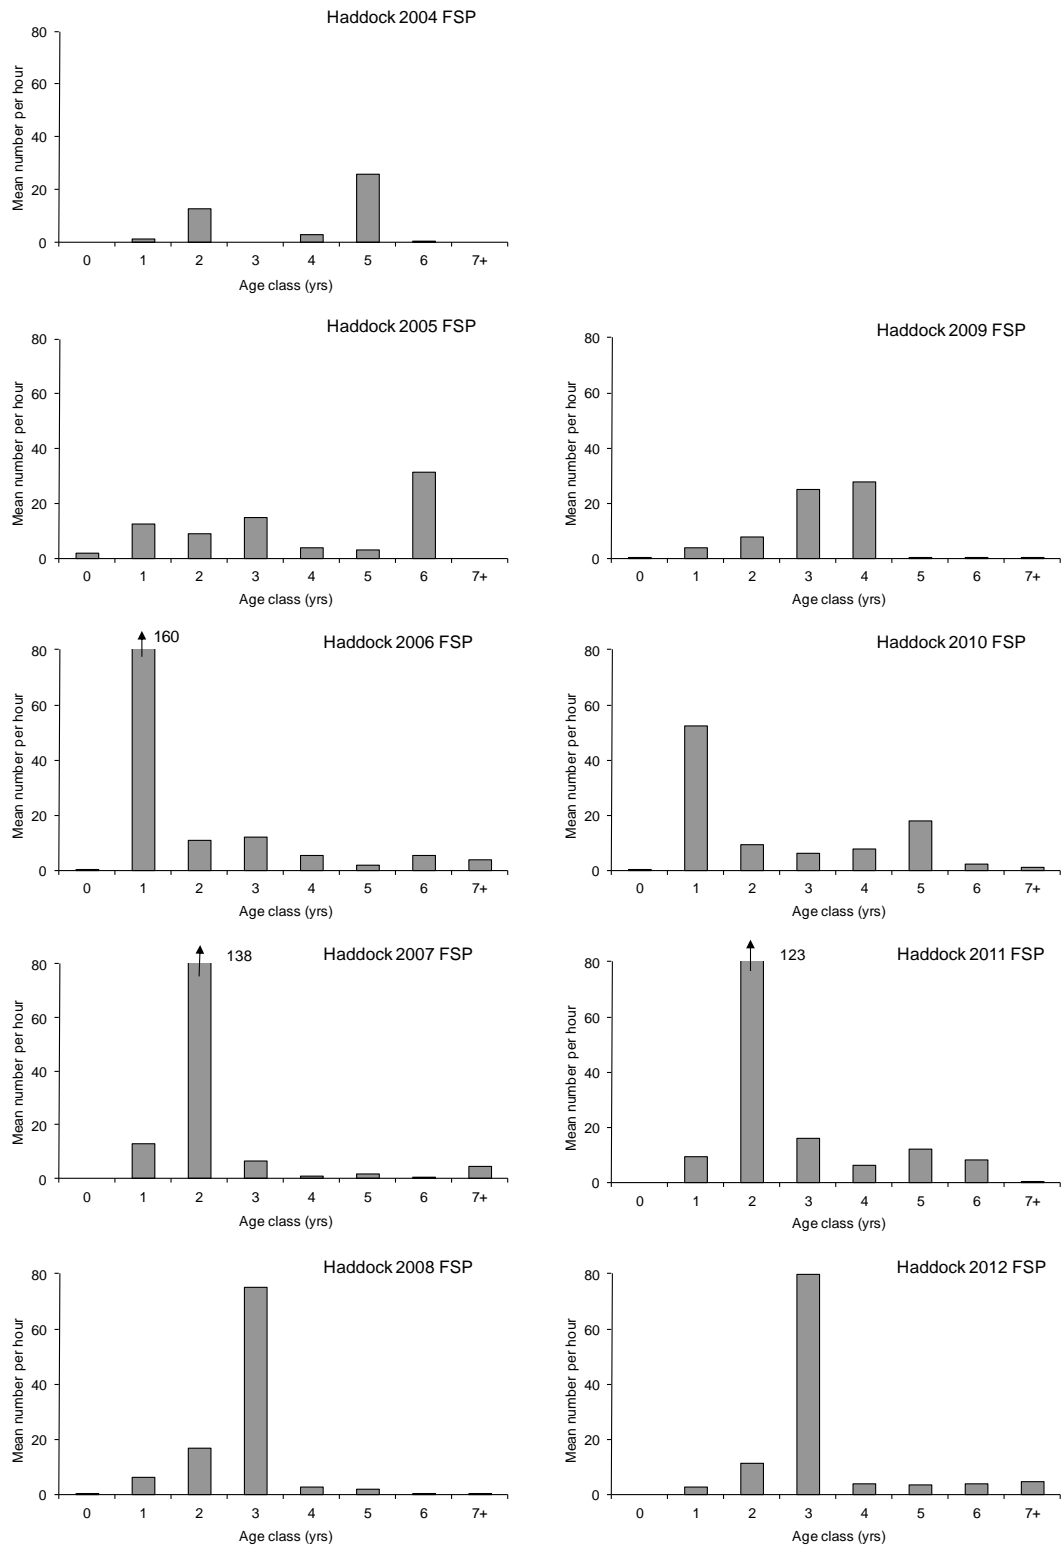 Haddock 2004 FSP
80
60
40
20
0
Mean number per hour
0 1 2 3 4 5 6 7+
Age class (yrs)
Haddock 2005 FSP
80
60
40
20
0
Mean number per hour
0 1 2 3 4 5 6 7+
Age class (yrs)
Haddock 2009 FSP
80
60
40
20
0
Mean number per hour
0 1 2 3 4 5 6 7+
Age class (yrs)
Haddock 2006 FSP
160
80
60
40
20
0
Mean number per hour
0 1 2 3 4 5 6 7+
Age class (yrs)
Haddock 2010 FSP
80
60
40
20
0
Mean number per hour
0 1 2 3 4 5 6 7+
Age class (yrs)
Haddock 2007 FSP
138
80
60
40
20
0
Mean number per hour
0 1 2 3 4 5 6 7+
Age class (yrs)
Haddock 2011 FSP
123
80
60
40
20
0
Mean number per hour
0 1 2 3 4 5 6 7+
Age class (yrs)
Haddock 2008 FSP
80
60
40
20
0
Mean number per hour
0 1 2 3 4 5 6 7+
Age class (yrs)
Haddock 2012 FSP
80
60
40
20
0
Mean number per hour
0 1 2 3 4 5 6 7+
Age class (yrs)